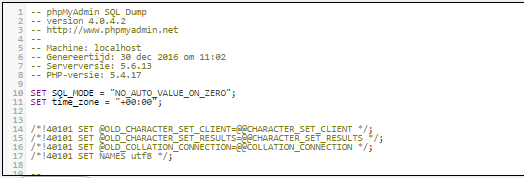 1 -- phpMyAdmin SQL Dump
2 -- version 4.0.4.2
3 -- http://www.phpmyadmin.net
4 --
5 -- Machine: localhost
6 -- Genereertijd: 30 dec 2016 om 11:02
7 -- Serverversie: 5.6.13
8 -- PHP-versie: 5.4.17
9
10 SET SQL_MODE = "NO_AUTO_VALUE_ON_ZERO";
11 SET time_zone = "+00:00";
12
13
14 /*!40101 SET @OLD_CHARACTER_SET_CLIENT=@@CHARACTER_SET_CLIENT */;
15 /*!40101 SET @OLD_CHARACTER_SET_RESULTS=@@CHARACTER_SET_RESULTS */;
16 /*!40101 SET @OLD_COLLATION_CONNECTION=@@COLLATION_CONNECTION */;
17 /*!40101 SET NAMES utf8 */;
18
19 --